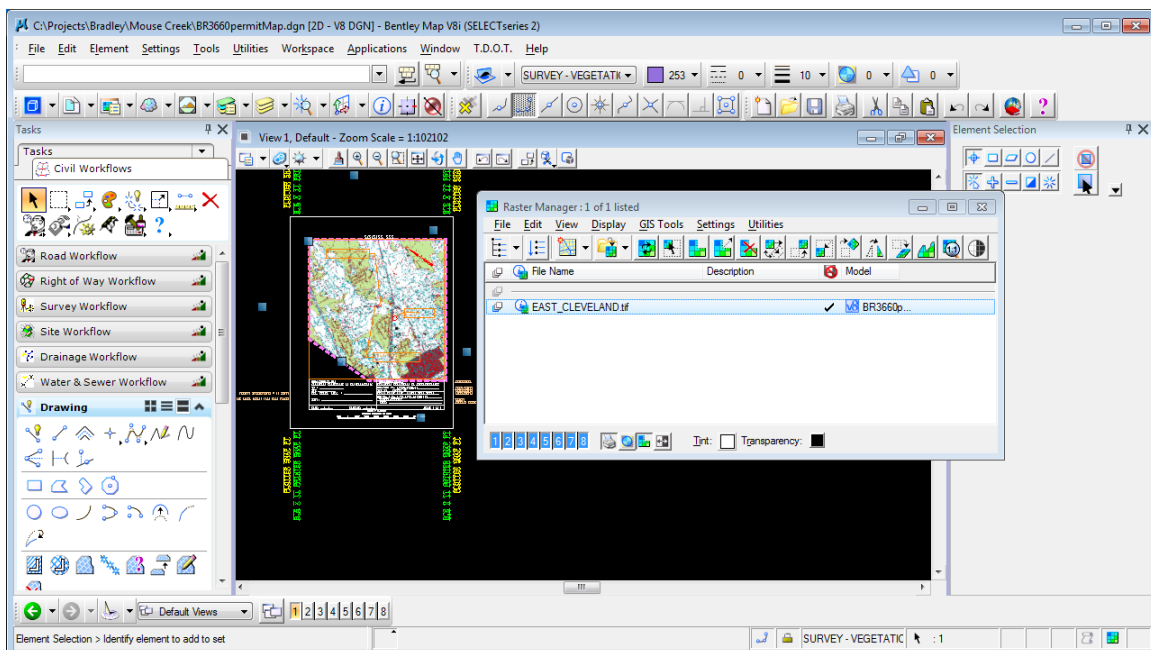 C:\Projects\Bradley\Mouse Creek\BR3660permitMap.dgn [2D - V8 DGN] - Bentley Map V8i (SELECTseries 2)
File Edit Element Settings Tools Utilities Workspace Applications Window T.D.O.T. Help
SURVEY - VEGETATI 253 0 10 0 0
Tasks
Tasks
Civil Workflows
Road Workflow
Right of Way Workflow
Survey Workflow
Site Workflow
Drainage Workflow
Water & Sewer Workflow
Drawing
View 1, Default - Zoom Scale = 1:102102
Element Selection
Raster Manager : 1 of 1 listed
File Edit View Display GIS Tools Settings Utilities
File Name Description Model
EAST_CLEVELAND.tif BR3660p...
1 2 3 4 5 6 7 8 Tint: Transparency:
Default Views 1 2 3 4 5 6 7 8
Element Selection > Identify element to add to set SURVEY - VEGETATIC : 1